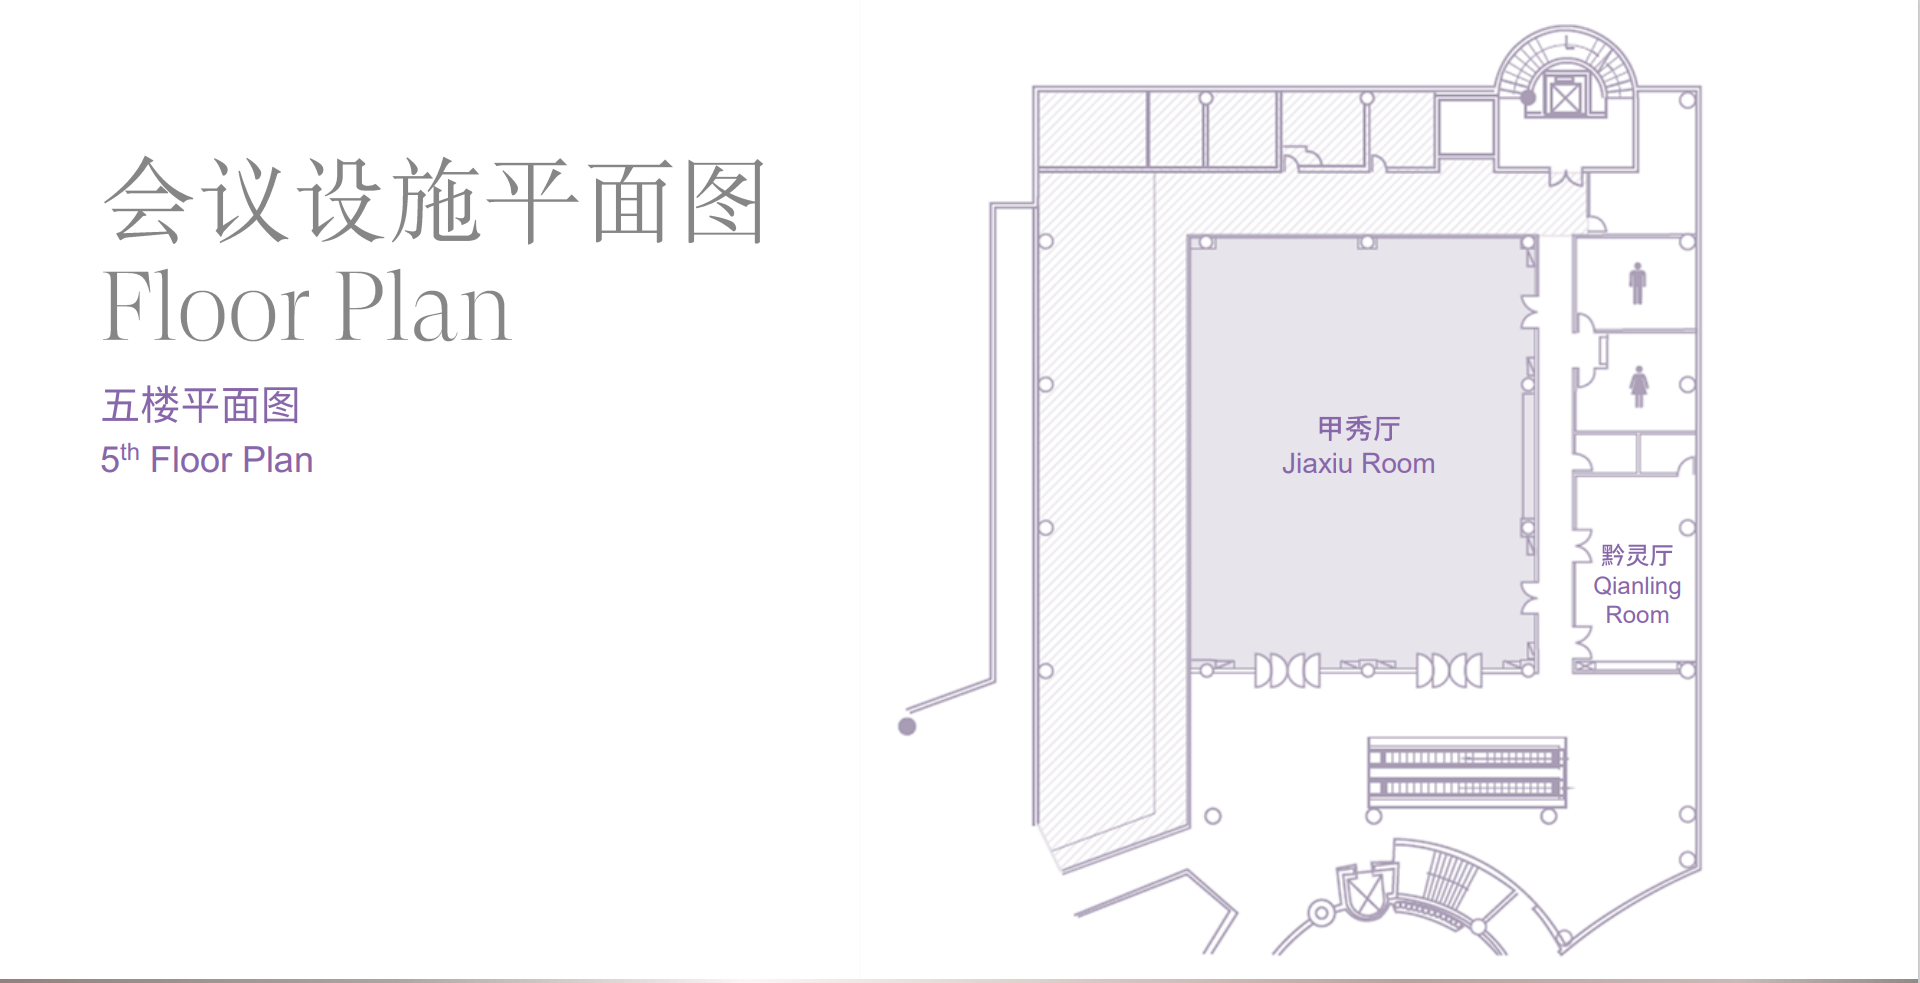 会议设施平面图
Floor Plan
五楼平面图
5th Floor Plan
甲秀厅
Jiaxiu Room
黔灵厅
Qianling
Room